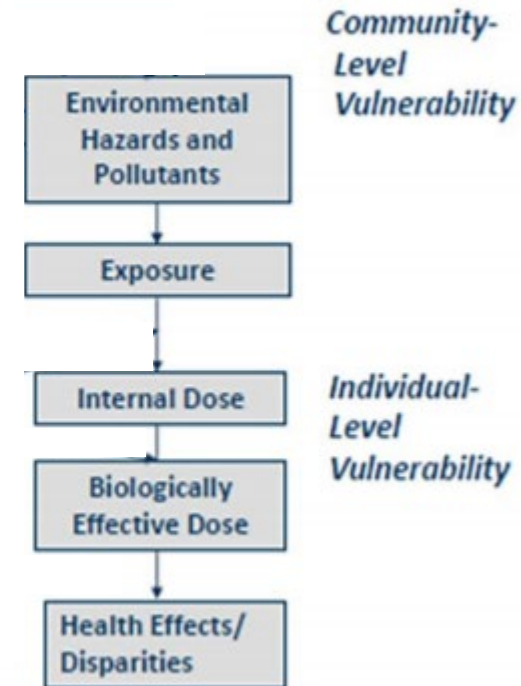 Community-
Level
Vulnerability
Environmental
Hazards and
Pollutants
Exposure
Internal Dose
Individual-
Level
Vulnerability
Biologically
Effective Dose
Health Effects/
Disparities